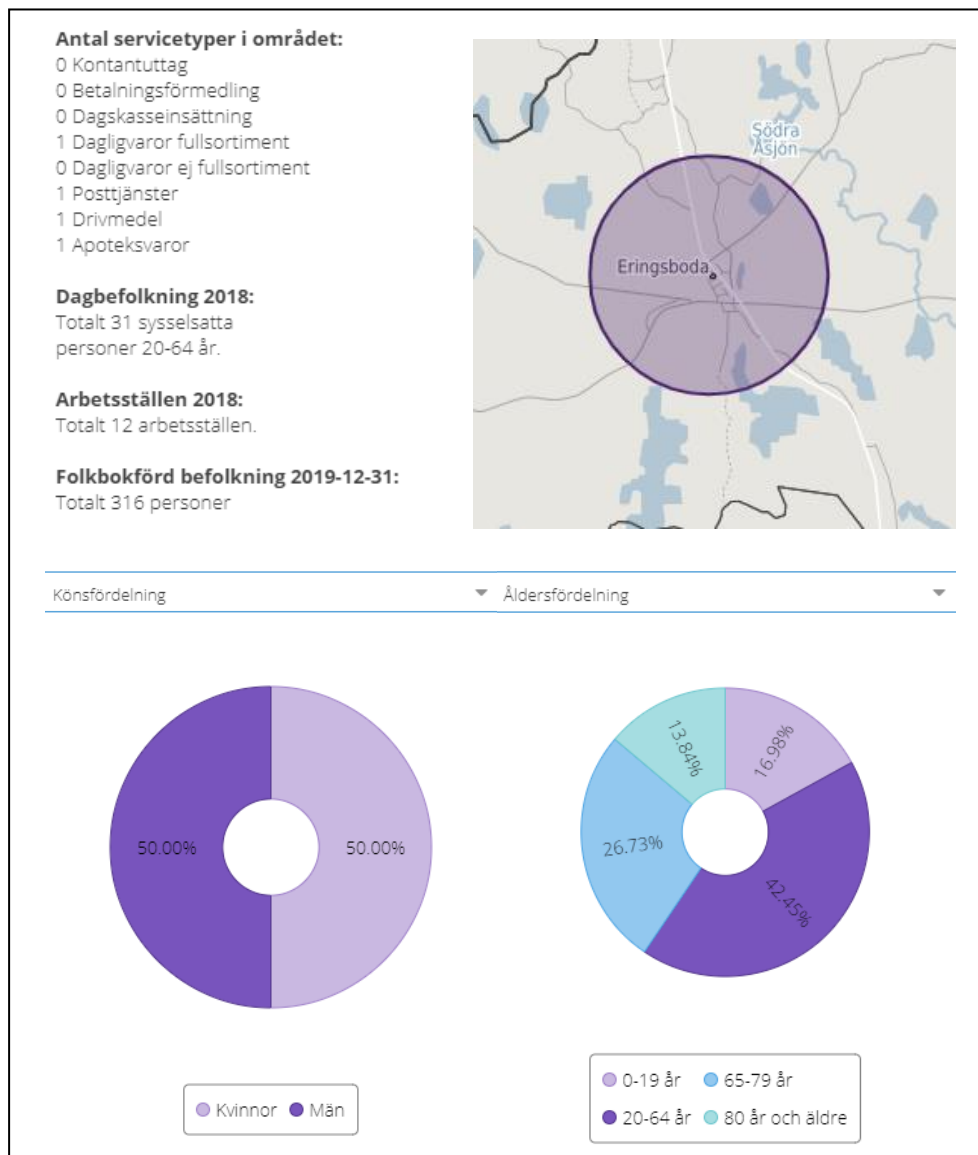 Antal servicetyper i området:
0 Kontantuttag
0 Betalningsförmedling
0 Dagskasseinsättning
1 Dagligvaror fullsortiment
0 Dagligvaror ej fullsortiment
1 Posttjänster
1 Drivmedel
1 Apoteksvaror
Dagbefolkning 2018:
Totalt 31 sysselsatta
personer 20-64 år.
Arbetsställen 2018:
Totalt 12 arbetsställen.
Folkbokförd befolkning 2019-12-31:
Totalt 316 personer
Södra
Åsjön
Eringsboda
Könsfördelning
Åldersfördelning
50.00%
50.00%
13.84%
16.98%
26.73%
42.45%
Kvinnor
Män
0-19 år
65-79 år
20-64 år
80 år och äldre